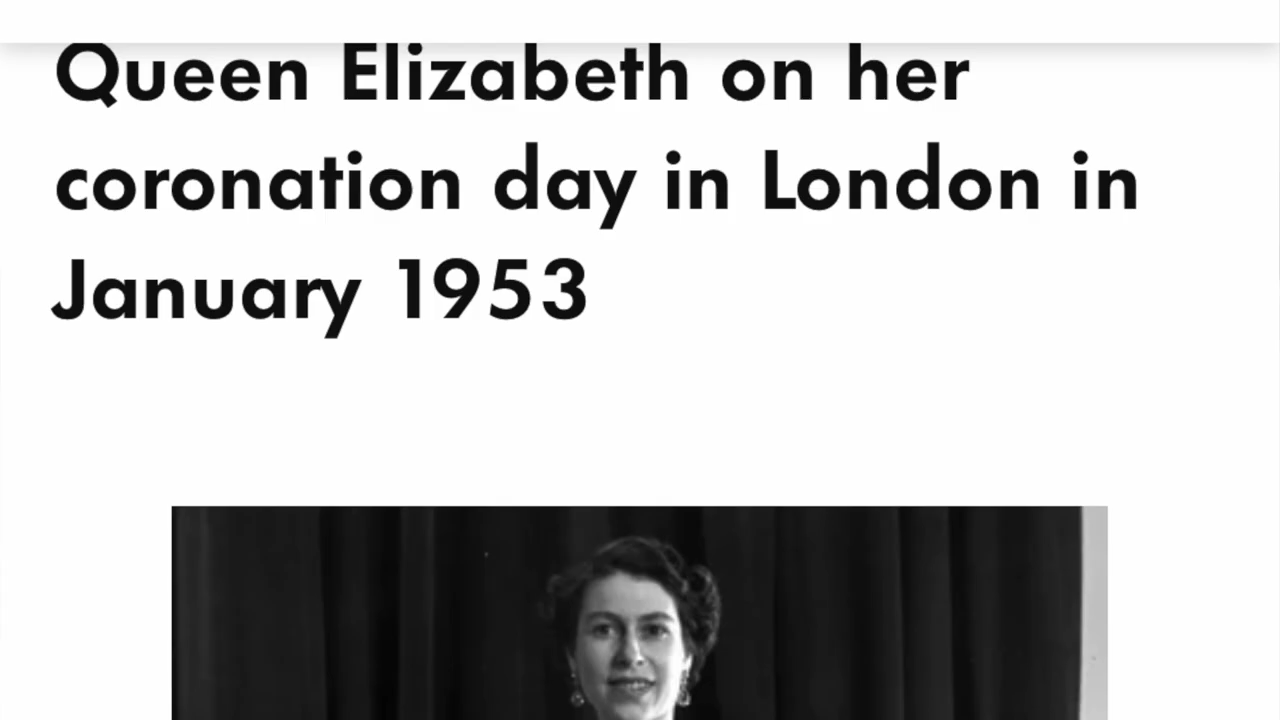 Queen Elizabeth on her
coronation day in London in
January 1953